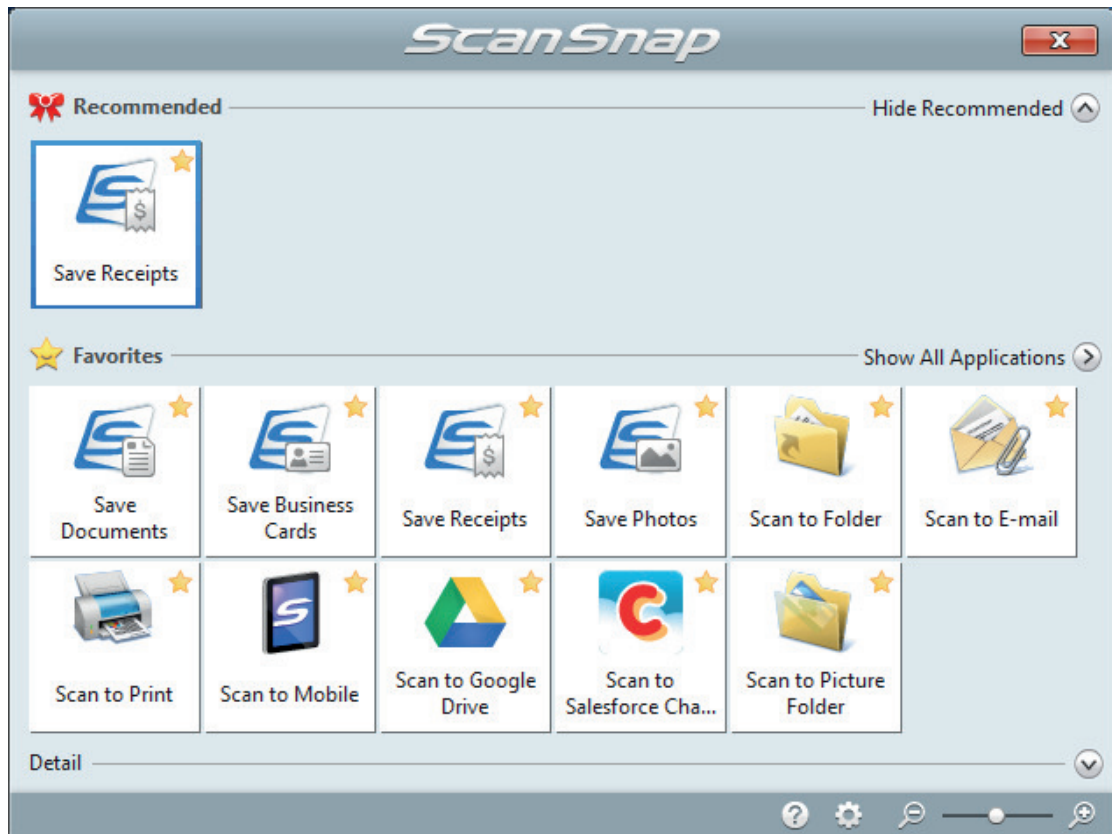 ScanSnap
Recommended
Hide Recommended
Save Receipts
Favorites
Show All Applications
Save
Documents
Save Business
Cards
Save Receipts
Save Photos
Scan to Folder
Scan to E-mail
Scan to Print
Scan to Mobile
Scan to Google
Drive
Scan to
Salesforce Cha...
Scan to Picture
Folder
Detail